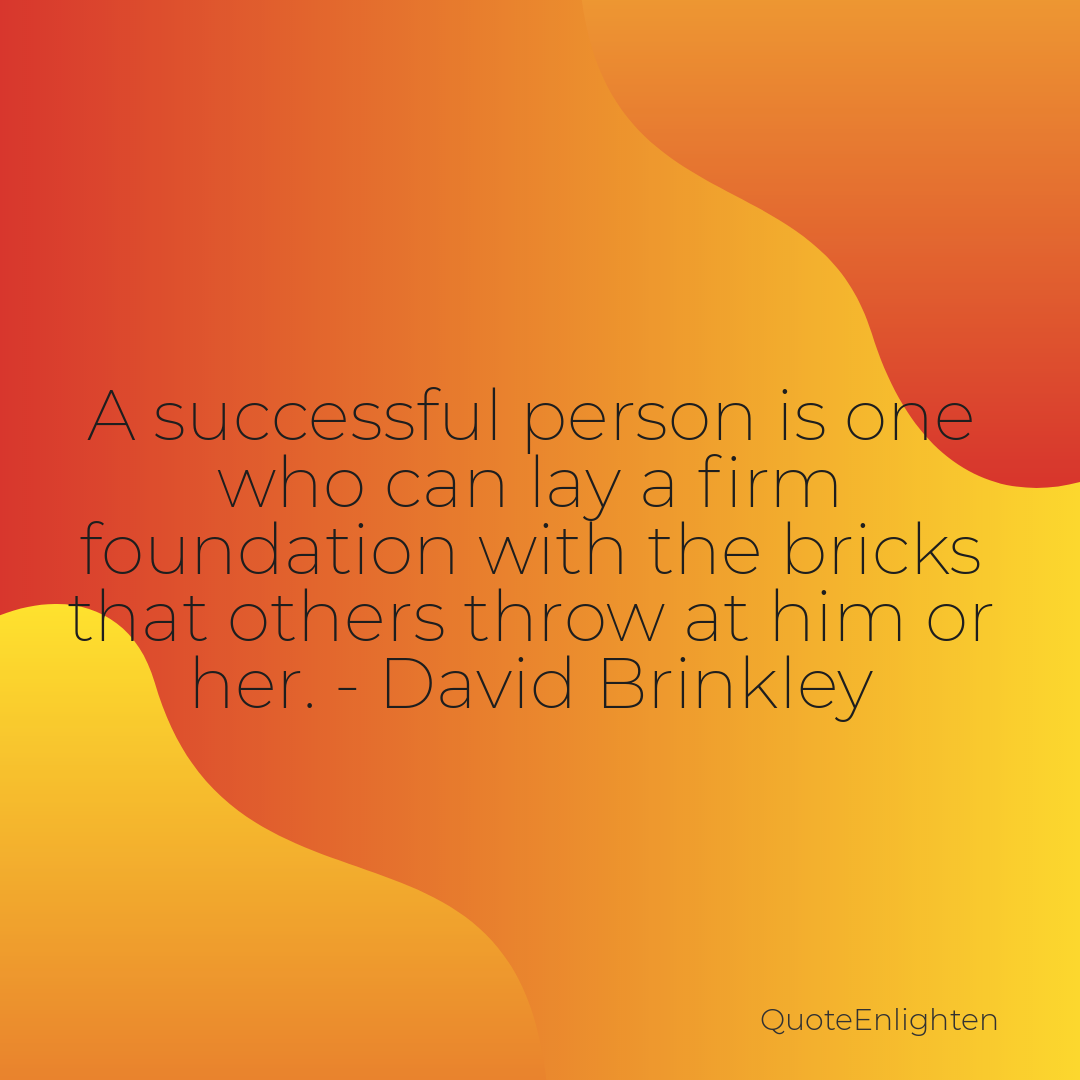 A successful person is one
who can lay a firm
foundation with the bricks
that others throw at him or
her. - David Brinkley
QuoteEnlighten